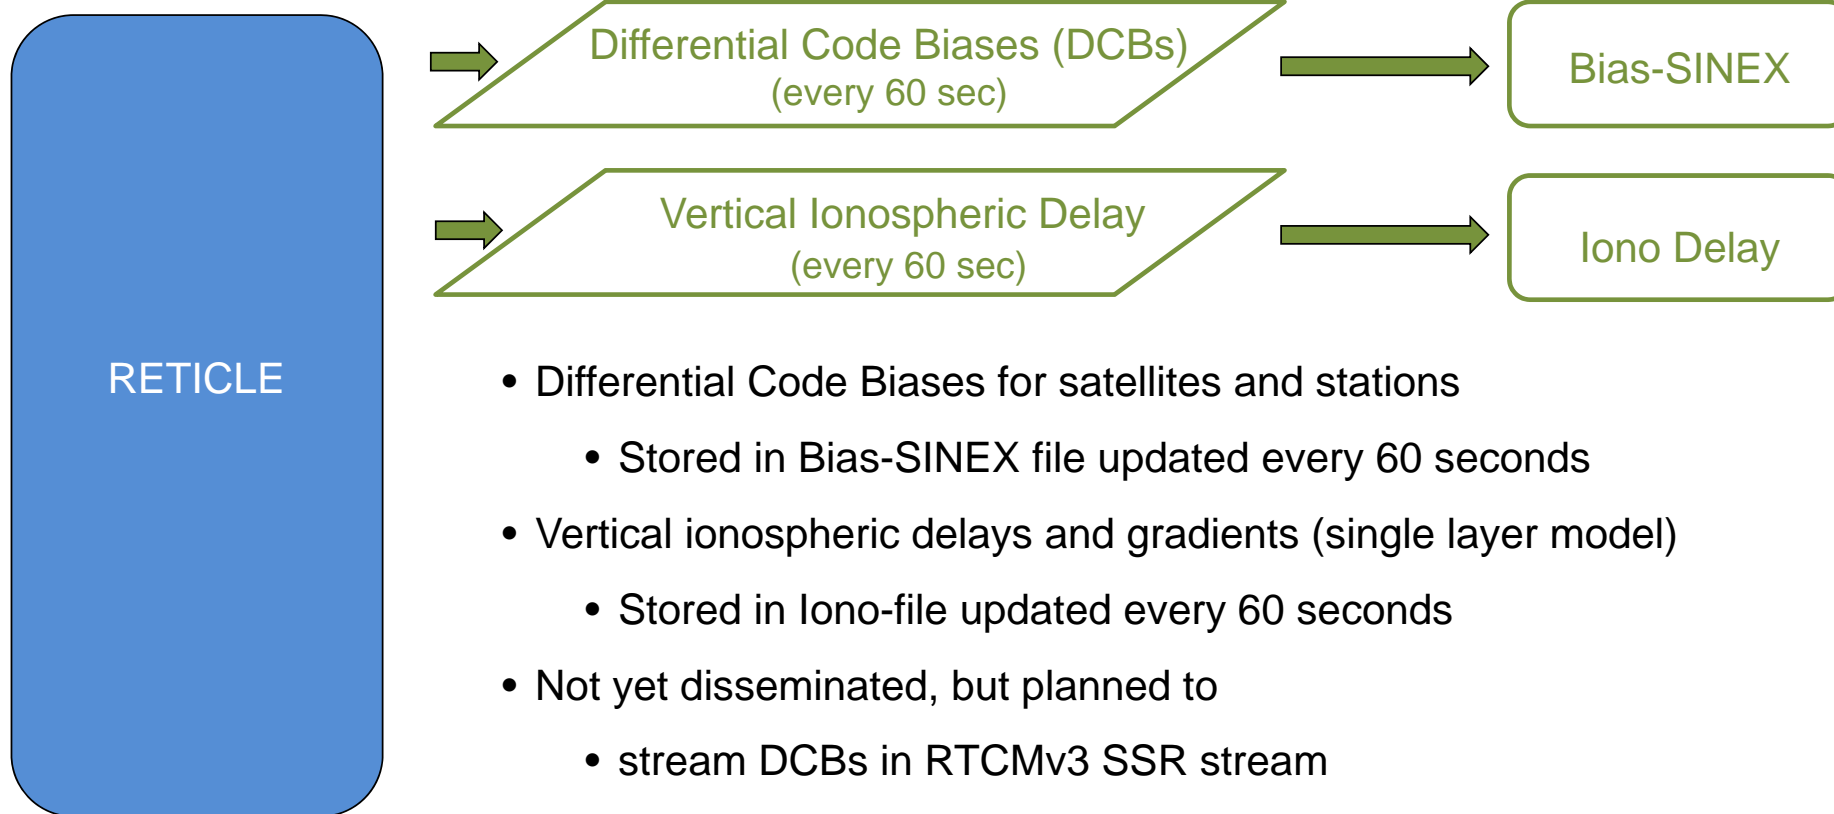 Differential Code Biases (DCBs)
(every 60 sec)
Bias-SINEX
Vertical Ionospheric Delay
(every 60 sec)
Iono Delay
RETICLE
• Differential Code Biases for satellites and stations
• Stored in Bias-SINEX file updated every 60 seconds
• Vertical ionospheric delays and gradients (single layer model)
• Stored in Iono-file updated every 60 seconds
• Not yet disseminated, but planned to
• stream DCBs in RTCMv3 SSR stream